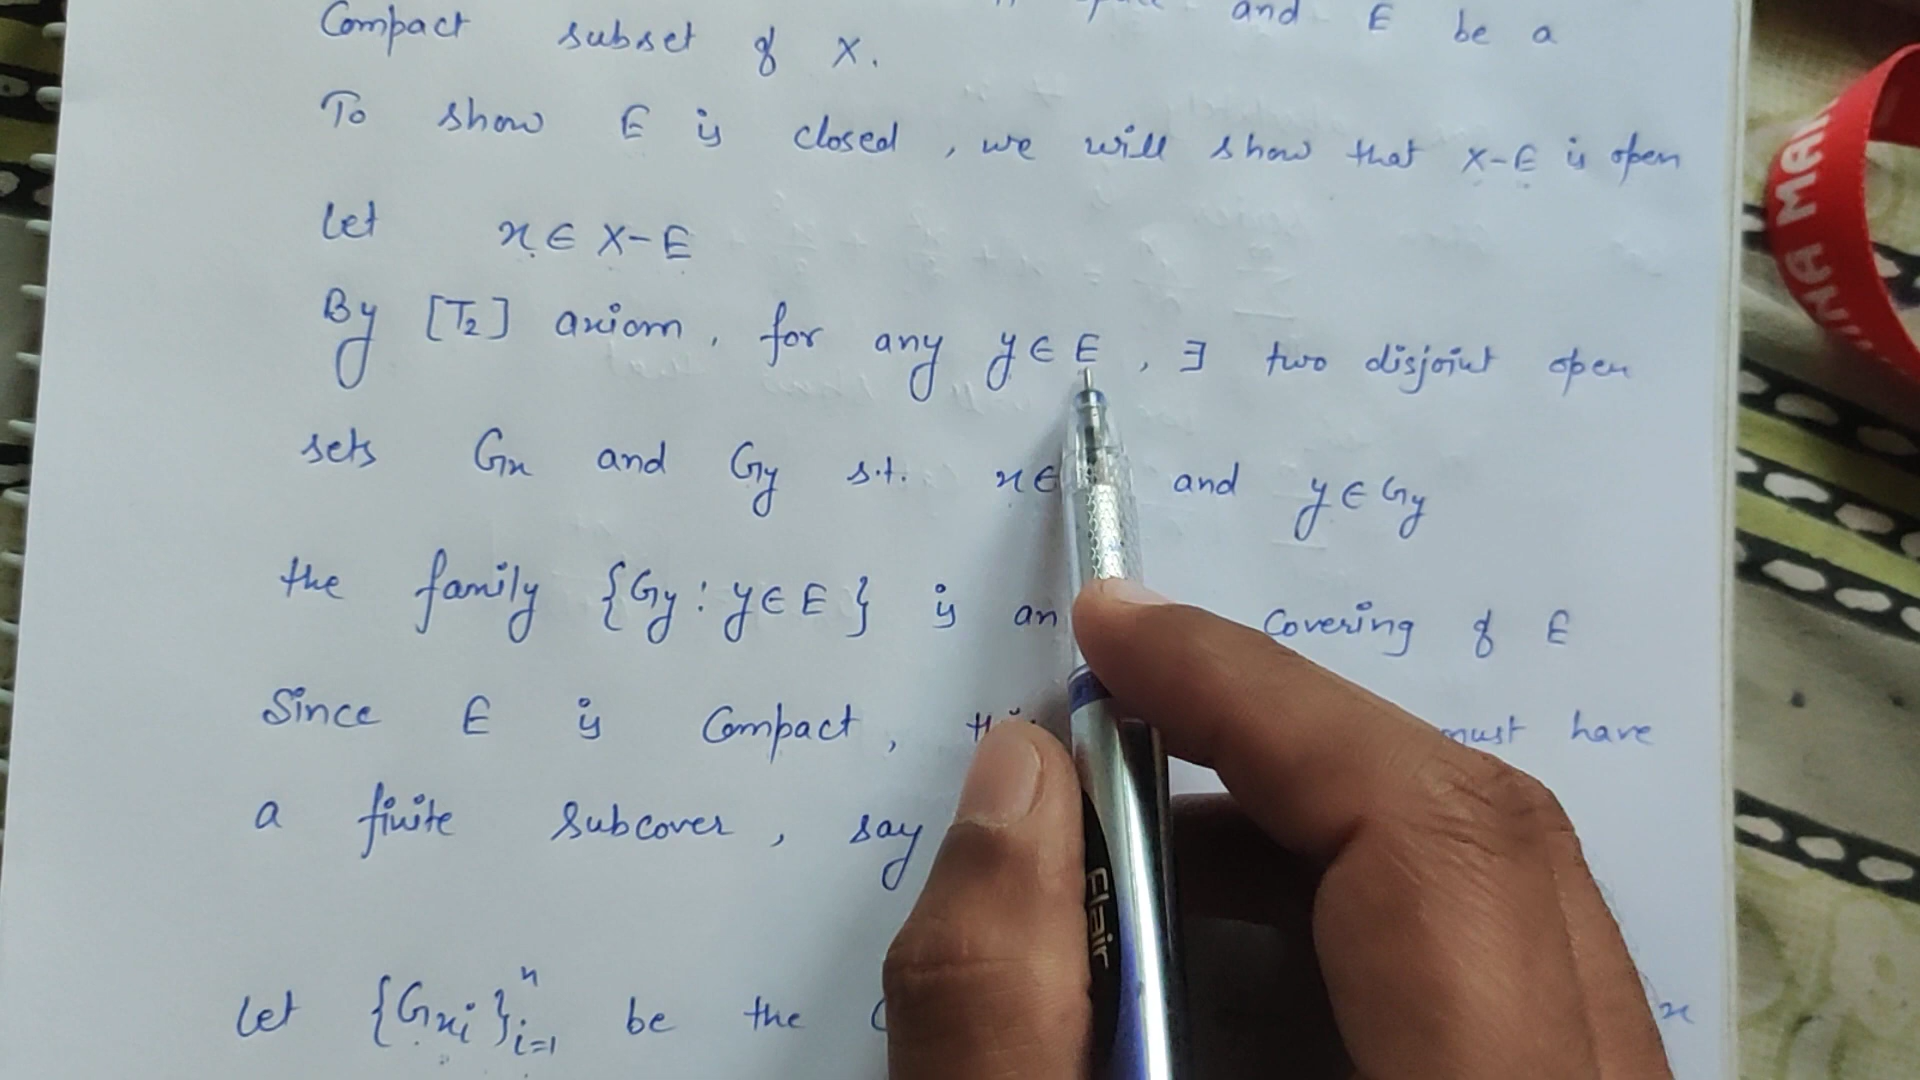 and E be a
Compact subset of X.
To show E is closed, we will show that X-E is open
Let x ∈ X-E
By [T₂] axiom, for any y ∈ E, ∃ two disjoint open
sets Gx and Gy s.t. x ∈ and y ∈ Gy
the family {Gy : y ∈ E} is an covering of E
Since E is Compact, must have
a finite subcover, say
Let {Gxi}ⁿᵢ₌₁ be the x
Flair